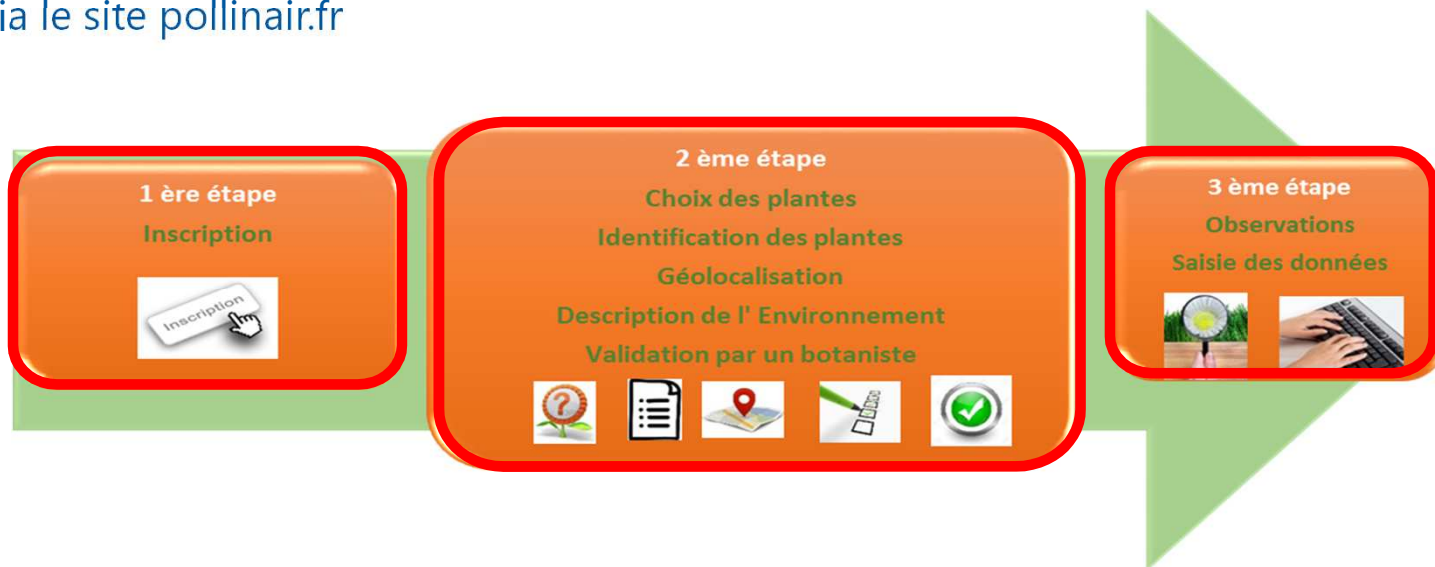 ia le site pollinair.fr
1 ère étape
Inscription
Inscription
2 ème étape
Choix des plantes
Identification des plantes
Géolocalisation
Description de l' Environnement
Validation par un botaniste
3 ème étape
Observations
Saisie des données